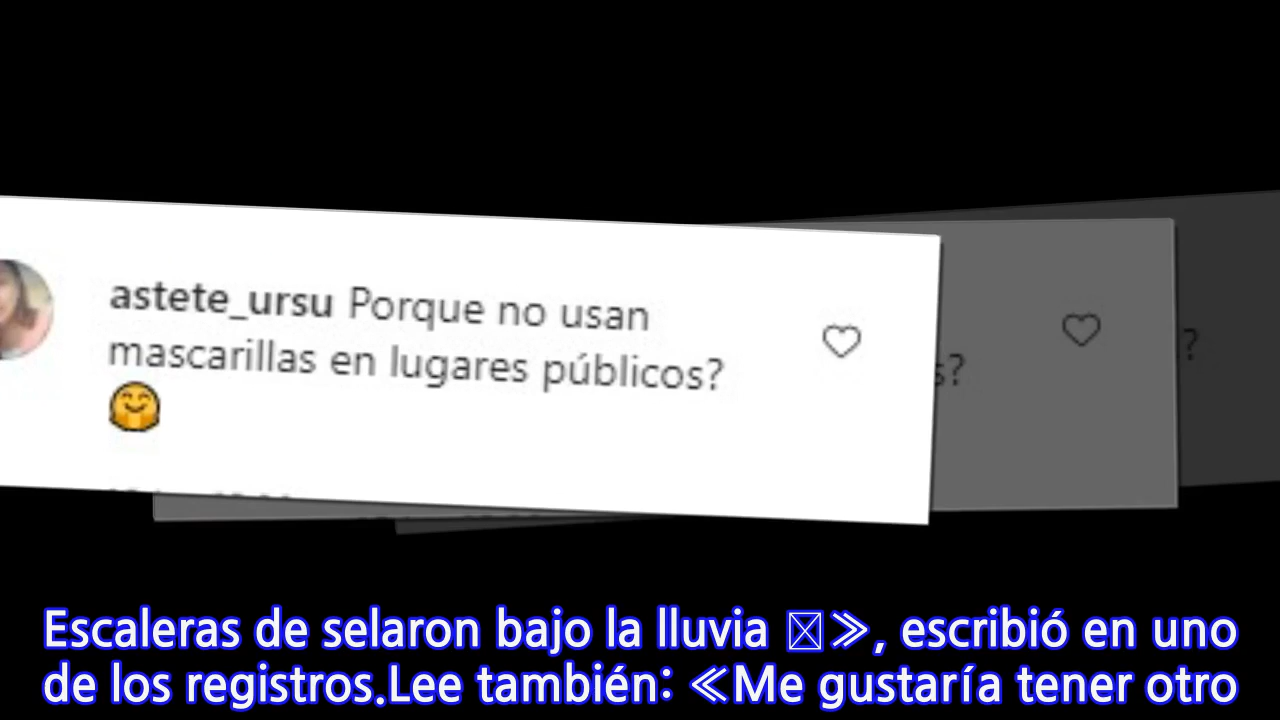 astete_ursu Porque no usan
mascarillas en lugares públicos?
🤗
s?
?
Escaleras de selaron bajo la lluvia ≫, escribió en uno
de los registros.Lee también: ≪Me gustaría tener otro